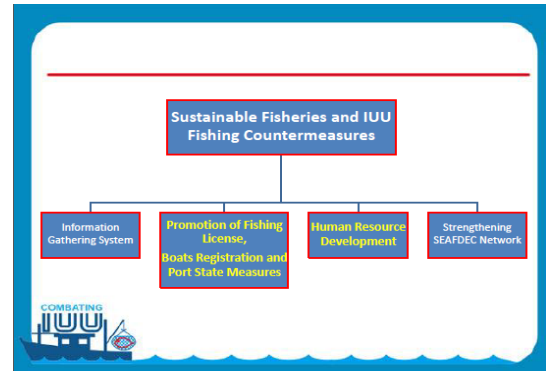 Sustainable Fisheries and IUU
Fishing Countermeasures
Information
Gathering System
Promotion of Fishing
License,
Boats Registration and
Port State Measures
Human Resource
Development
Strengthening
SEAFDEC Network
COMBATING
IUU